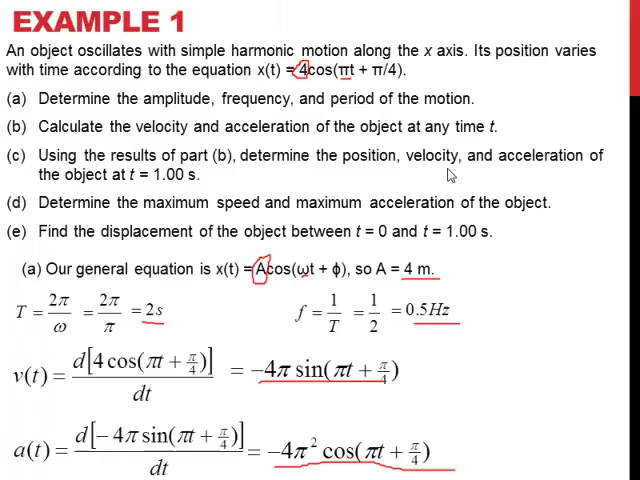 EXAMPLE 1
An object oscillates with simple harmonic motion along the x axis. Its position varies
with time according to the equation x(t) = 4cos(πt + π/4).
(a) Determine the amplitude, frequency, and period of the motion.
(b) Calculate the velocity and acceleration of the object at any time t.
(c) Using the results of part (b), determine the position, velocity, and acceleration of
the object at t = 1.00 s.
(d) Determine the maximum speed and maximum acceleration of the object.
(e) Find the displacement of the object between t = 0 and t = 1.00 s.
(a) Our general equation is x(t) = Acos(ωt + ϕ), so A = 4 m.
T = 2π/ω = 2π/π = 2s f = 1/T = 1/2 = 0.5Hz
v(t) = d[4cos(πt + π/4)]/dt = −4π sin(πt + π/4)
a(t) = d[−4π sin(πt + π/4)]/dt = −4π² cos(πt + π/4)